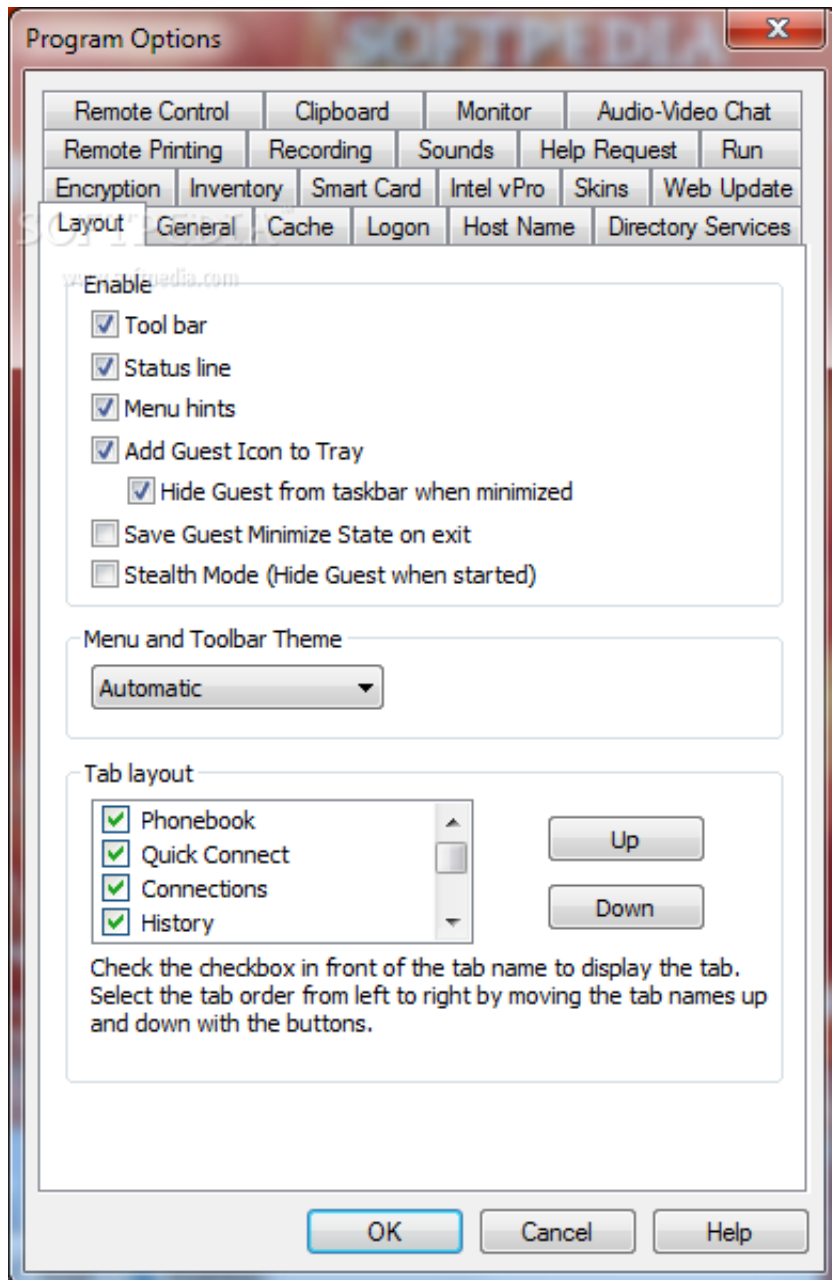 Program Options
SOFTPEDIA
Remote Control Clipboard Monitor Audio-Video Chat
Remote Printing Recording Sounds Help Request Run
Encryption Inventory Smart Card Intel vPro Skins Web Update
Layout General Cache Logon Host Name Directory Services
SOFTPEDIA
www.softpedia.com
Enable
Tool bar
Status line
Menu hints
Add Guest Icon to Tray
Hide Guest from taskbar when minimized
Save Guest Minimize State on exit
Stealth Mode (Hide Guest when started)
Menu and Toolbar Theme
Automatic
Tab layout
Phonebook
Quick Connect
Connections
History
Up
Down
Check the checkbox in front of the tab name to display the tab.
Select the tab order from left to right by moving the tab names up
and down with the buttons.
OK Cancel Help